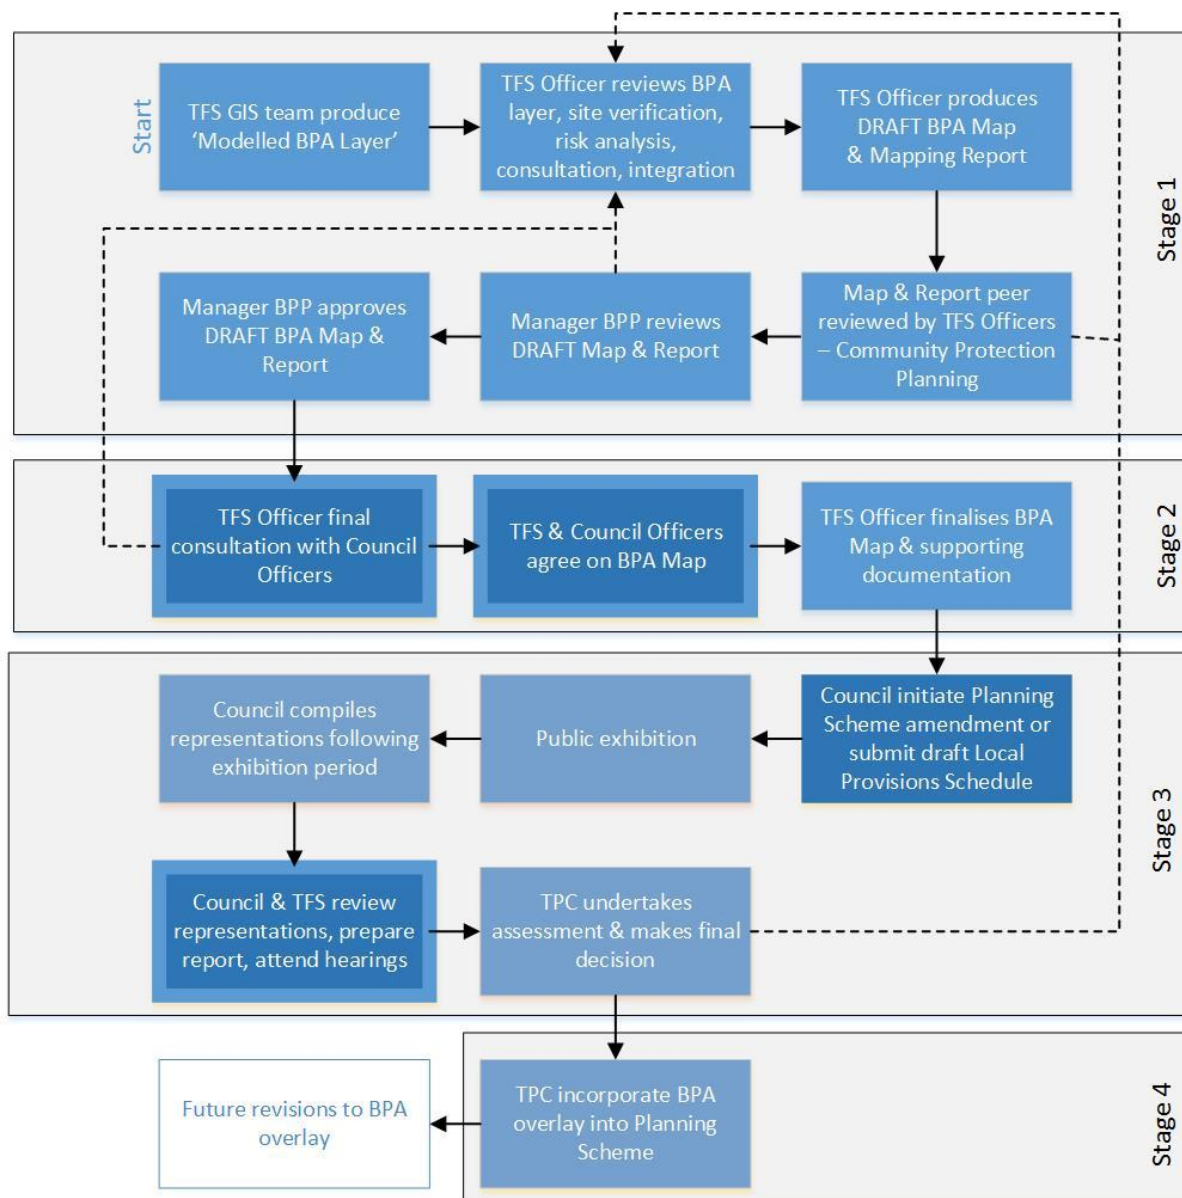 Start
TFS GIS team produce
‘Modelled BPA Layer’
TFS Officer reviews BPA
layer, site verification,
risk analysis,
consultation, integration
TFS Officer produces
DRAFT BPA Map
& Mapping Report
Stage 1
Manager BPP approves
DRAFT BPA Map &
Report
Manager BPP reviews
DRAFT Map & Report
Map & Report peer
reviewed by TFS Officers
– Community Protection
Planning
TFS Officer final
consultation with Council
Officers
TFS & Council Officers
agree on BPA Map
TFS Officer finalises BPA
Map & supporting
documentation
Stage 2
Council compiles
representations following
exhibition period
Public exhibition
Council initiate Planning
Scheme amendment or
submit draft Local
Provisions Schedule
Stage 3
Council & TFS review
representations, prepare
report, attend hearings
TPC undertakes
assessment & makes final
decision
Future revisions to BPA
overlay
TPC incorporate BPA
overlay into Planning
Scheme
Stage 4